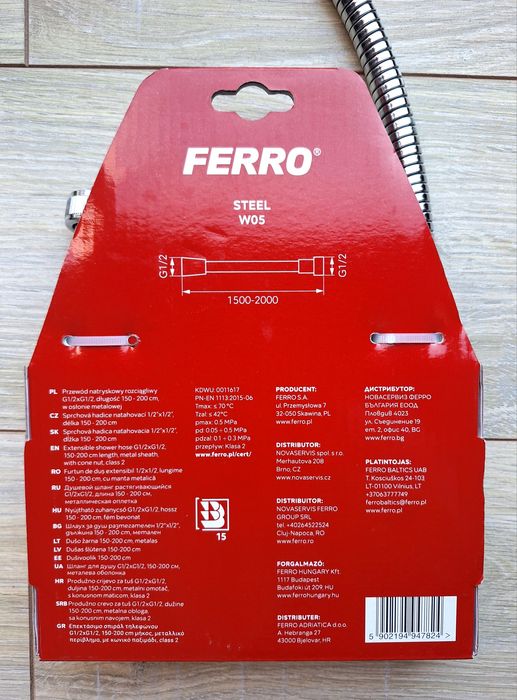 FERRO®
STEEL
W05
G1/2
G1/2
1500-2000
PL Przewód natryskowy rozciągliwy
G1/2xG1/2, długość 150 - 200 cm,
w osłonie metalowej
CZ Sprchová hadice natahovací 1/2"x1/2",
délka 150 - 200 cm
SK Sprchová hadica natahovacia 1/2"x1/2",
dĺžka 150 - 200 cm
EN Extensible shower hose G1/2xG1/2,
150-200 cm length, metal sheath,
with cone nut, class 2
RO Furtun de dus extensibil 1/2x1/2, lungime
150 - 200 cm, cu manta metalică
RU Душевой шланг растягивающийся
G1/2xG1/2, длина 150 - 200 см,
металлическая оплетка
HU Nyújtható zuhanycső G1/2xG1/2, hossz
150 - 200 cm, fém bevonat
BG Шлауx за душ разтегателен 1/2"x1/2",
дължина 150 - 200 см, метален
LT Dušo žarna 150-200 cm, metalas
LV Dušas šļūtena 150-200 cm
EE Dušivoolik 150-200 cm
UA Шланг для душу G1/2xG1/2, 150-200 см,
металева оболонка
HR Produžno crijevo za tuš G1/2xG1/2,
duljine 150-200 cm, metalni omotač,
s konusnom maticom, klasa 2
SRB Produžno crevo za tuš G1/2xG1/2, dužine
150-200 cm, metalna obloga,
sa konusnom navojem, klasa 2
GR Επεκτάσιμο σπιράλ τηλεφώνου
G1/2xG1/2, 150-200 cm μήκος, μεταλλικό
περίβλημα, με κωνικό παξιμάδι, class 2
KDWU: 0011617
PN-EN 1113:2015-06
Tmax: ≤ 70 °C
Tzal: ≤ 42°C
pmax: 0.5 MPa
pd: 0.05 ÷ 0.5 MPa
pdzal: 0.1 ÷ 0.3 MPa
przepływ: Klasa 2
www.ferro.pl/cert/
B
15
PRODUCENT:
FERRO S.A.
ul. Przemysłowa 7
32-050 Skawina, PL
www.ferro.pl
DISTRIBUTOR:
NOVASERVIS spol. s r.o.
Merhautova 208
Brno, CZ
www.novaservis.cz
DISTRIBUITOR:
NOVASERVIS FERRO
GROUP SRL
tel +40264522524
Cluj-Napoca, RO
www.ferro.ro
FORGALMAZÓ:
FERRO HUNGARY Kft.
1117 Budapest
Budafoki út 209. HU
www.ferrohungary.hu
DISTRIBUTER:
FERRO ADRIATICA d.o.o.
A. Hebranga 27
43000 Bjelovar, HR
ДИСТРИБУТОР:
НОВАСЕРВИЗ ФЕРРО
БЪЛГАРИЯ ЕООД
Пловдив 4023
ул. Съединение 19
ет. 2, офис 40, BC
www.ferro.bg
PLATINTOJAS:
FERRO BALTICS UAB
T. Kosciuškos 24-103
LT-01100 Vilnius, LT
+37063777749
ferrobaltics@ferro.pl
www.ferro.pl
5 902194 947824 >